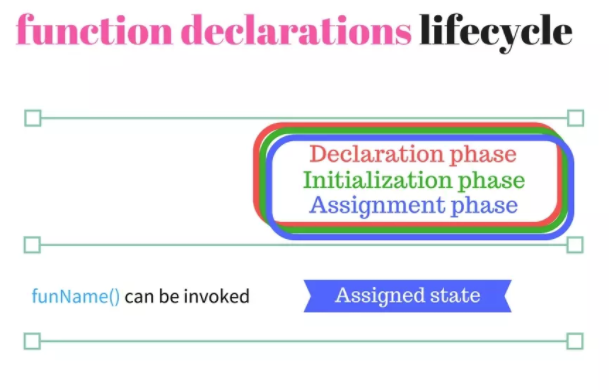 function declarations lifecycle
Declaration phase
Initialization phase
Assignment phase
funName() can be invoked
Assigned state